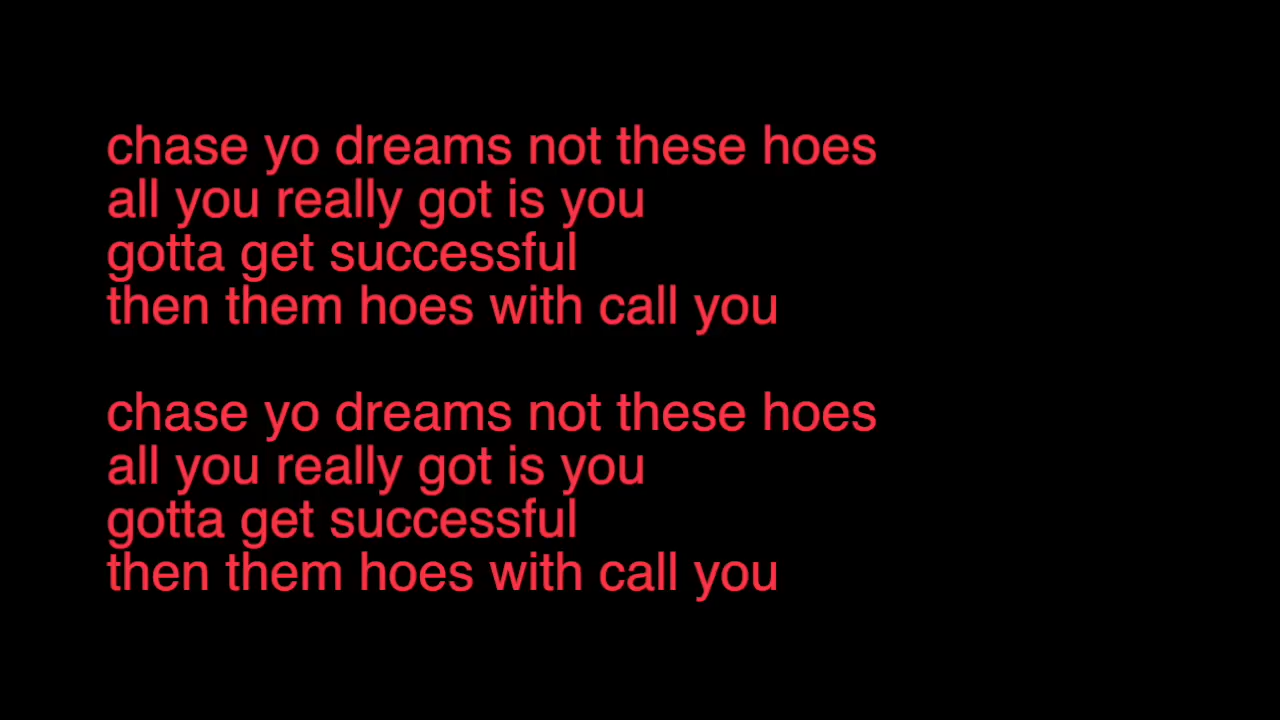 chase yo dreams not these hoes
all you really got is you
gotta get successful
then them hoes with call you
chase yo dreams not these hoes
all you really got is you
gotta get successful
then them hoes with call you